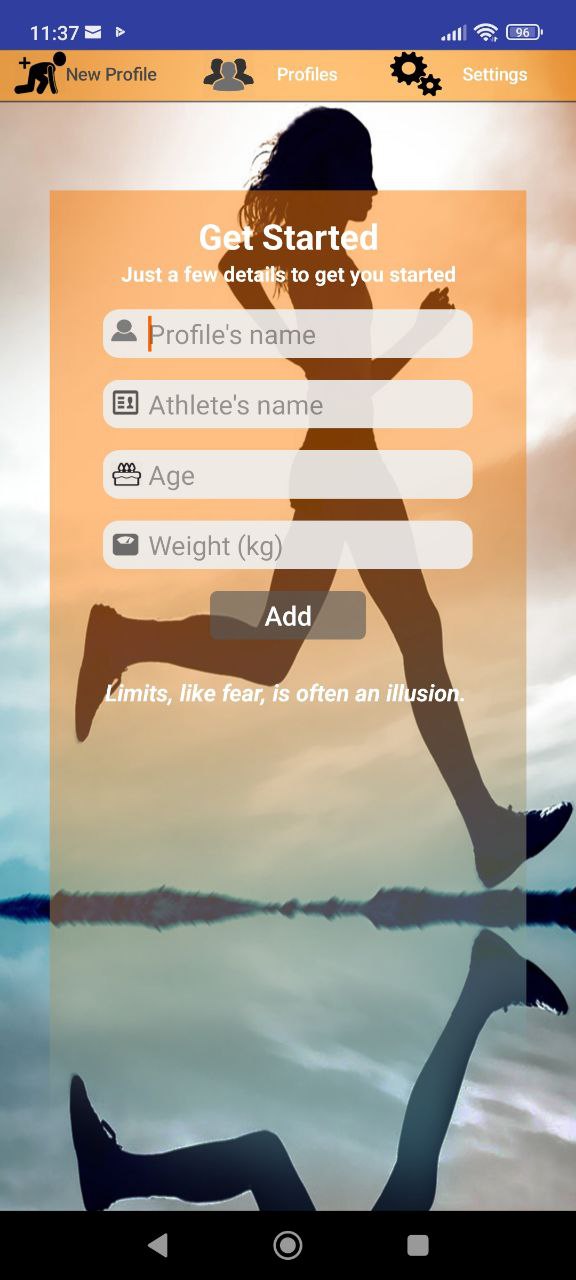 11:37
96
New Profile
Profiles
Settings
Get Started
Just a few details to get you started
Profile's name
Athlete's name
Age
Weight (kg)
Add
Limits, like fear, is often an illusion.